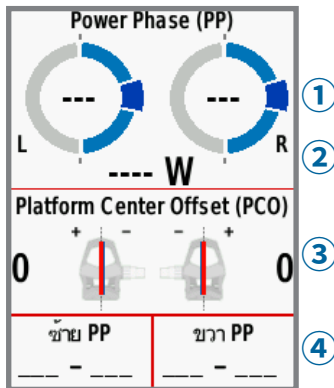 Power Phase (PP)
--- ---
①
L R
②
---- W
Platform Center Offset (PCO)
+ - - +
③
0 0
ซ้าย PP ขวา PP
④
___ - ___ ___ - ___